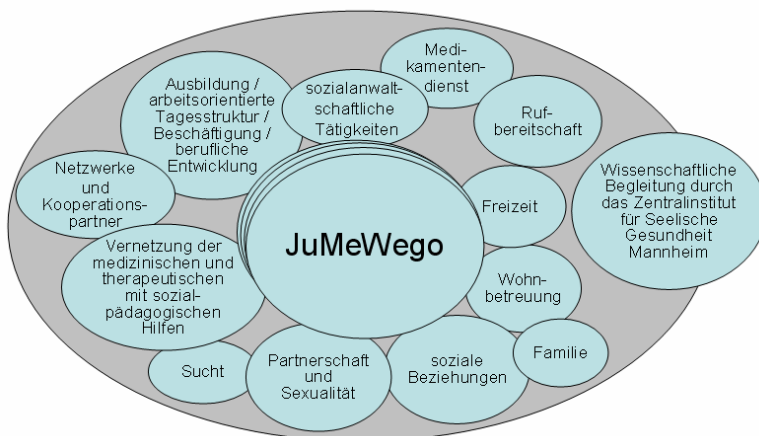 Medi-
kamenten-
dienst
Ausbildung /
arbeitsorientierte
Tagesstruktur /
Beschäftigung /
berufliche
Entwicklung
sozialanwalt-
schaftliche
Tätigkeiten
Ruf-
bereitschaft
Netzwerke
und
Kooperations-
partner
Freizeit
Wissenschaftliche
Begleitung durch
das Zentralinstitut
für Seelische
Gesundheit
Mannheim
JuMeWego
Vernetzung der
medizinischen und
therapeutischen
mit sozial-
pädagogischen
Hilfen
Wohn-
betreuung
Sucht
Partnerschaft
und
Sexualität
soziale
Beziehungen
Familie